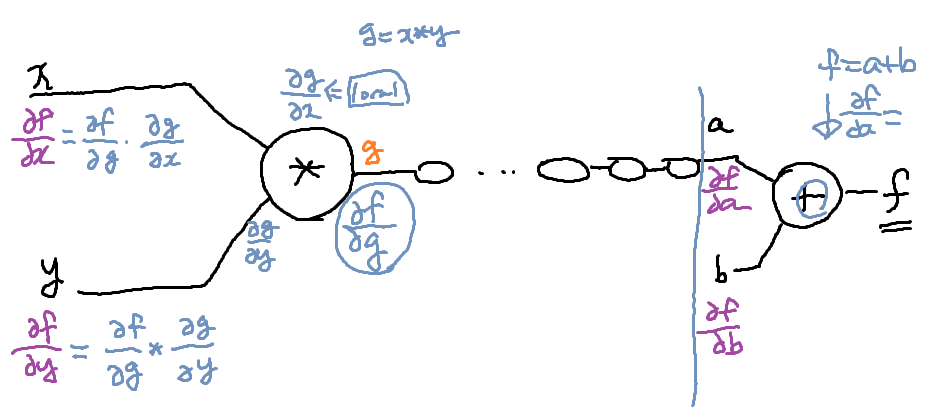 g=x*y
x
∂g/∂x ⇐ local
f=a+b
∂f/∂x = ∂f/∂g · ∂g/∂x
∂f/∂a =
*
g
...
a
∂f/∂a
+
f
∂g/∂y
∂f/∂g
y
b
∂f/∂y = ∂f/∂g * ∂g/∂y
∂f/∂b